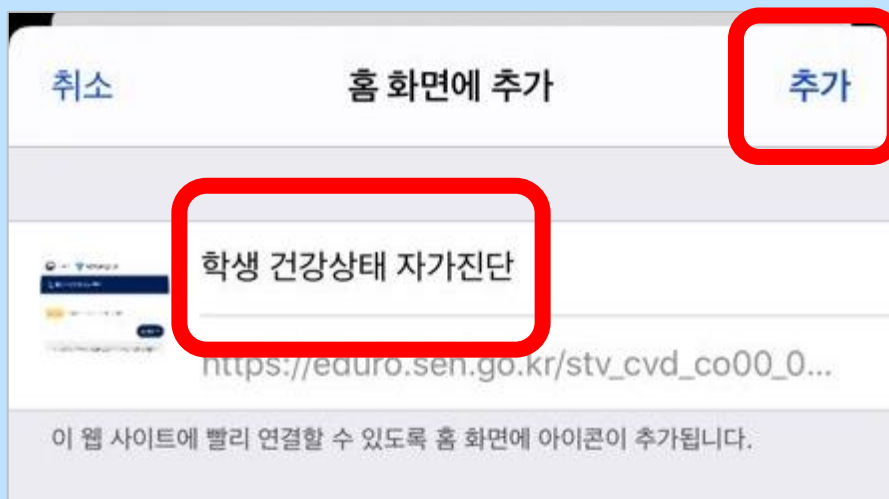 취소 홈 화면에 추가 추가
학생 건강상태 자가진단
https://eduro.sen.go.kr/stv_cvd_co00_0...
이 웹 사이트에 빨리 연결할 수 있도록 홈 화면에 아이콘이 추가됩니다.